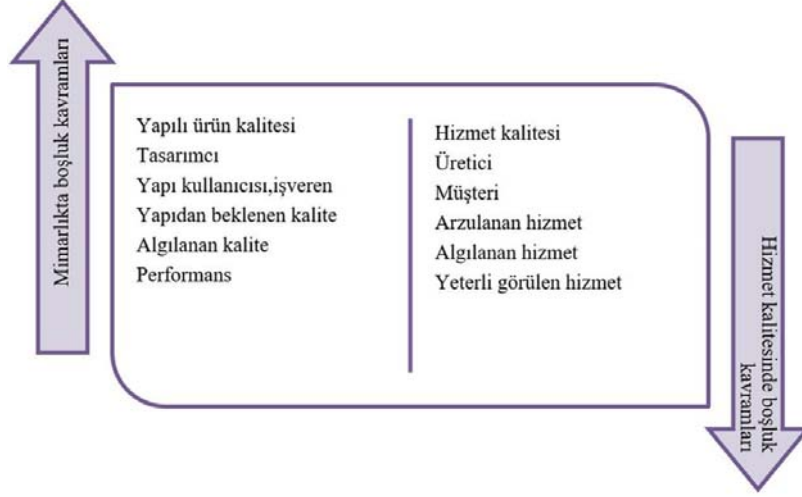 Mimarlıkta boşluk kavramları
Yapılı ürün kalitesi
Tasarımcı
Yapı kullanıcısı,işveren
Yapıdan beklenen kalite
Algılanan kalite
Performans
Hizmet kalitesi
Üretici
Müşteri
Arzulanan hizmet
Algılanan hizmet
Yeterli görülen hizmet
Hizmet kalitesinde boşluk
kavramları